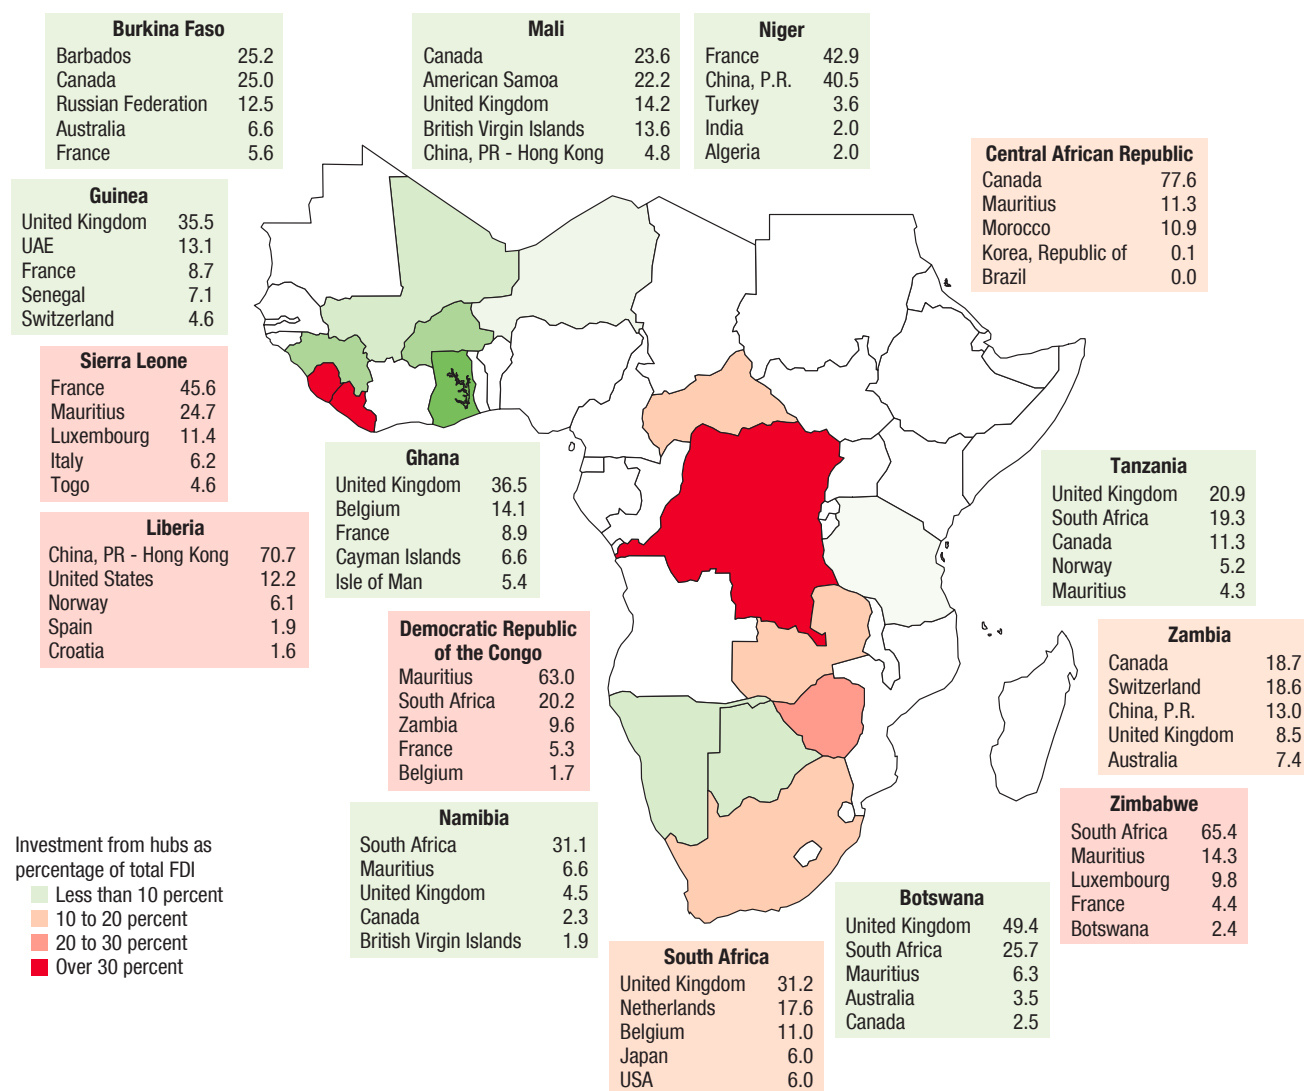 Burkina Faso
Barbados 25.2
Canada 25.0
Russian Federation 12.5
Australia 6.6
France 5.6
Mali
Canada 23.6
American Samoa 22.2
United Kingdom 14.2
British Virgin Islands 13.6
China, PR - Hong Kong 4.8
Niger
France 42.9
China, P.R. 40.5
Turkey 3.6
India 2.0
Algeria 2.0
Central African Republic
Canada 77.6
Mauritius 11.3
Morocco 10.9
Korea, Republic of 0.1
Brazil 0.0
Guinea
United Kingdom 35.5
UAE 13.1
France 8.7
Senegal 7.1
Switzerland 4.6
Sierra Leone
France 45.6
Mauritius 24.7
Luxembourg 11.4
Italy 6.2
Togo 4.6
Ghana
United Kingdom 36.5
Belgium 14.1
France 8.9
Cayman Islands 6.6
Isle of Man 5.4
Tanzania
United Kingdom 20.9
South Africa 19.3
Canada 11.3
Norway 5.2
Mauritius 4.3
Liberia
China, PR - Hong Kong 70.7
United States 12.2
Norway 6.1
Spain 1.9
Croatia 1.6
Democratic Republic
of the Congo
Mauritius 63.0
South Africa 20.2
Zambia 9.6
France 5.3
Belgium 1.7
Zambia
Canada 18.7
Switzerland 18.6
China, P.R. 13.0
United Kingdom 8.5
Australia 7.4
Zimbabwe
South Africa 65.4
Mauritius 14.3
Luxembourg 9.8
France 4.4
Botswana 2.4
Namibia
South Africa 31.1
Mauritius 6.6
United Kingdom 4.5
Canada 2.3
British Virgin Islands 1.9
Botswana
United Kingdom 49.4
South Africa 25.7
Mauritius 6.3
Australia 3.5
Canada 2.5
South Africa
United Kingdom 31.2
Netherlands 17.6
Belgium 11.0
Japan 6.0
USA 6.0
Investment from hubs as
percentage of total FDI
Less than 10 percent
10 to 20 percent
20 to 30 percent
Over 30 percent